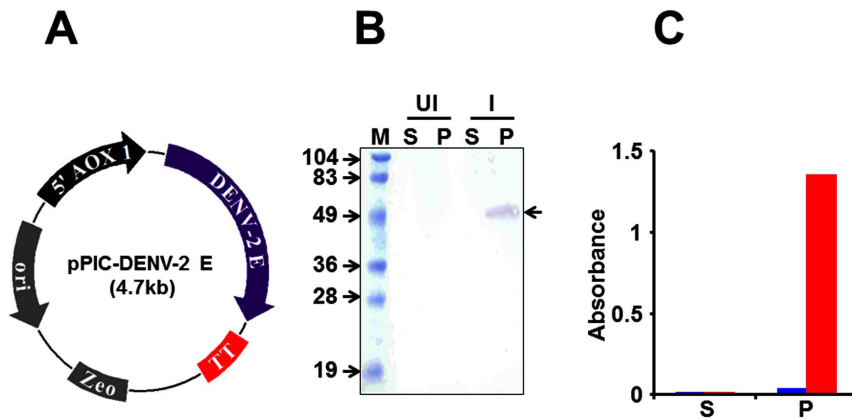 A
B
C
5' AOX 1
DENV-2 E
TT
Zeo
ori
pPIC-DENV-2 E
(4.7kb)
UI
I
M
S
P
S
P
104
83
49
36
28
19
Absorbance
1.5
1
0.5
0
S
P